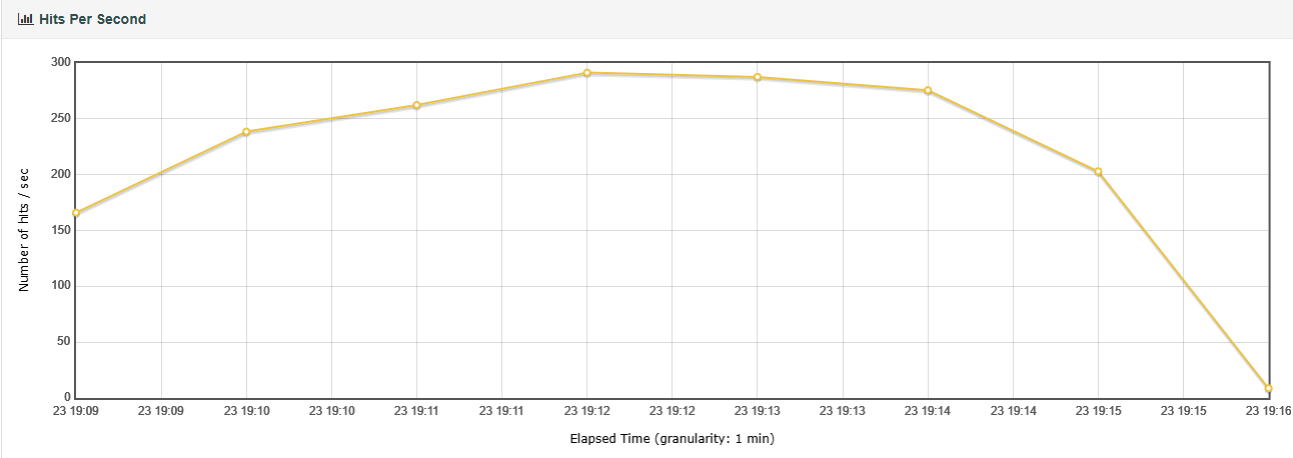 Hits Per Second
300
250
200
150
100
50
0
Number of hits / sec
23 19:09 23 19:09 23 19:10 23 19:10 23 19:11 23 19:11 23 19:12 23 19:12 23 19:13 23 19:13 23 19:14 23 19:14 23 19:15 23 19:15 23 19:16
Elapsed Time (granularity: 1 min)